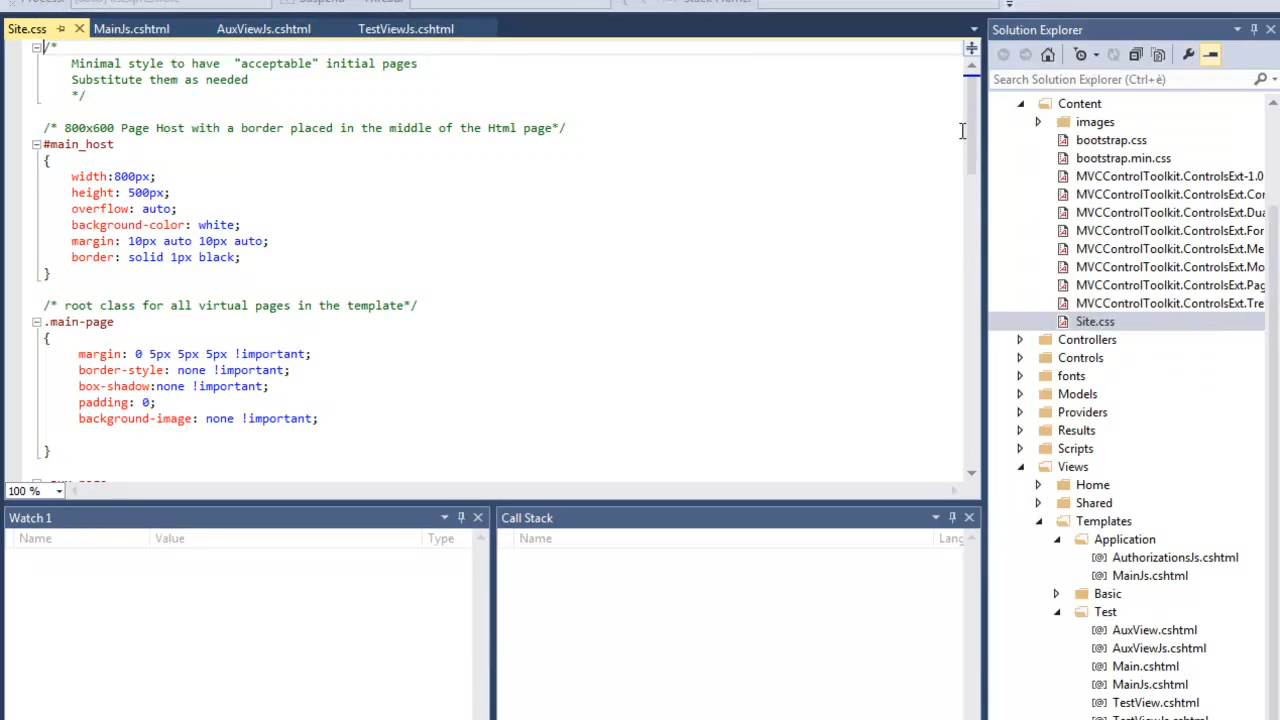 Site.css
MainJs.cshtml
AuxViewJs.cshtml
TestViewJs.cshtml
/*
Minimal style to have  "acceptable" initial pages
Substitute them as needed
*/
/* 800x600 Page Host with a border placed in the middle of the Html page*/
#main_host
{
width:800px;
height: 500px;
overflow: auto;
background-color: white;
margin: 10px auto 10px auto;
border: solid 1px black;
}
/* root class for all virtual pages in the template*/
.main-page
{
margin: 0 5px 5px 5px !important;
border-style: none !important;
box-shadow:none !important;
padding: 0;
background-image: none !important;
}
100 %
Watch 1
Name Value Type
Call Stack
Name Lang
Solution Explorer
Search Solution Explorer (Ctrl+è)
Content
images
bootstrap.css
bootstrap.min.css
MVCControlToolkit.ControlsExt-1.0
MVCControlToolkit.ControlsExt.Cor
MVCControlToolkit.ControlsExt.Dua
MVCControlToolkit.ControlsExt.For
MVCControlToolkit.ControlsExt.Me
MVCControlToolkit.ControlsExt.Mo
MVCControlToolkit.ControlsExt.Pag
MVCControlToolkit.ControlsExt.Tre
Site.css
Controllers
Controls
fonts
Models
Providers
Results
Scripts
Views
Home
Shared
Templates
Application
AuthorizationsJs.cshtml
MainJs.cshtml
Basic
Test
AuxView.cshtml
AuxViewJs.cshtml
Main.cshtml
MainJs.cshtml
TestView.cshtml